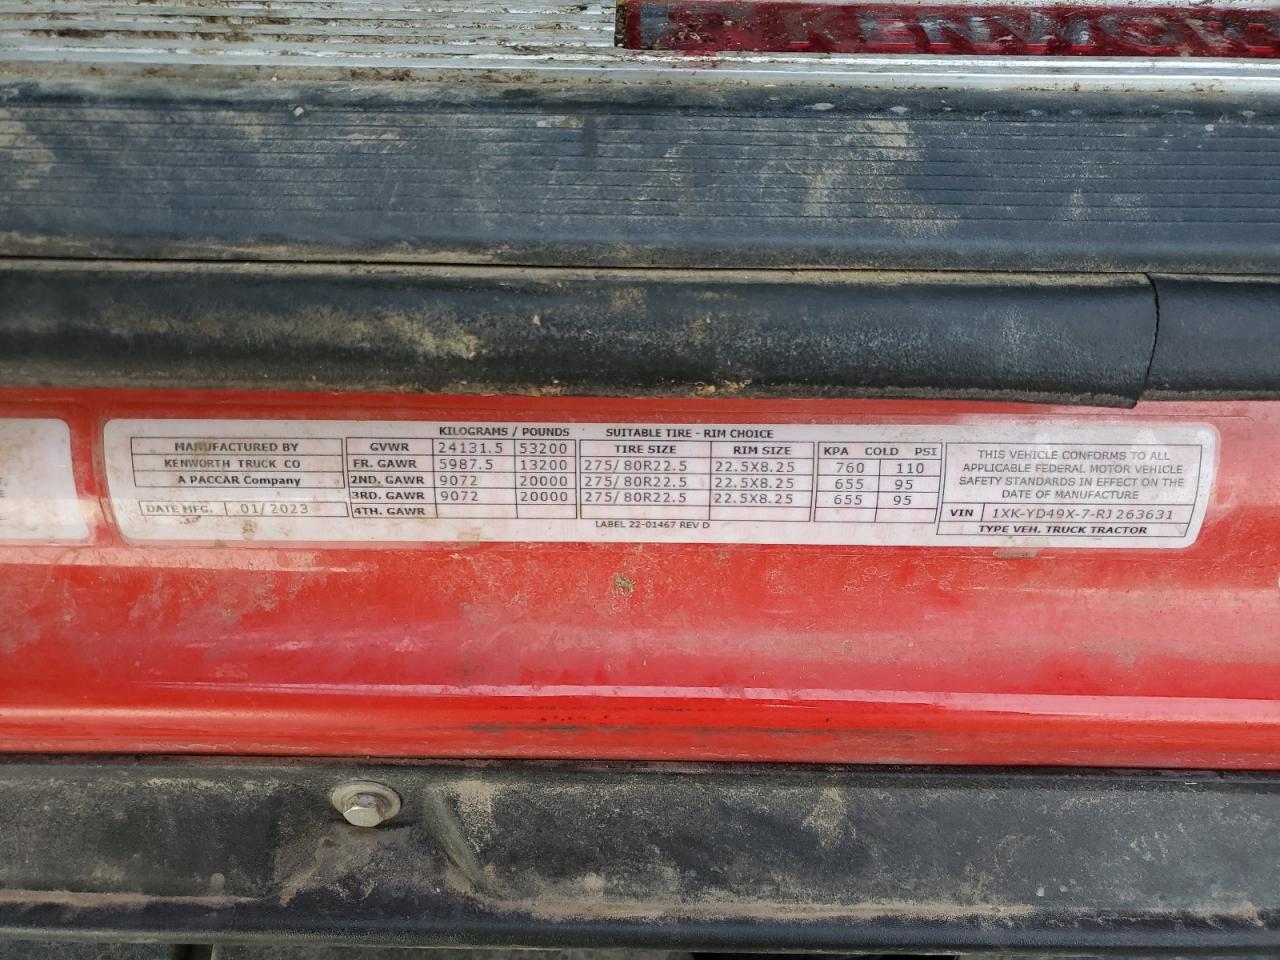 KENWOR
KILOGRAMS / POUNDS SUITABLE TIRE - RIM CHOICE
MANUFACTURED BY
KENWORTH TRUCK CO
A PACCAR Company
DATE MFG. 01/2023
GVWR 24131.5 53200 TIRE SIZE RIM SIZE KPA COLD PSI
FR. GAWR 5987.5 13200 275/80R22.5 22.5X8.25 760 110
2ND. GAWR 9072 20000 275/80R22.5 22.5X8.25 655 95
3RD. GAWR 9072 20000 275/80R22.5 22.5X8.25 655 95
4TH. GAWR
LABEL 22-01467 REV D
THIS VEHICLE CONFORMS TO ALL
APPLICABLE FEDERAL MOTOR VEHICLE
SAFETY STANDARDS IN EFFECT ON THE
DATE OF MANUFACTURE
VIN 1XK-YD49X-7-RJ263631
TYPE VEH. TRUCK TRACTOR